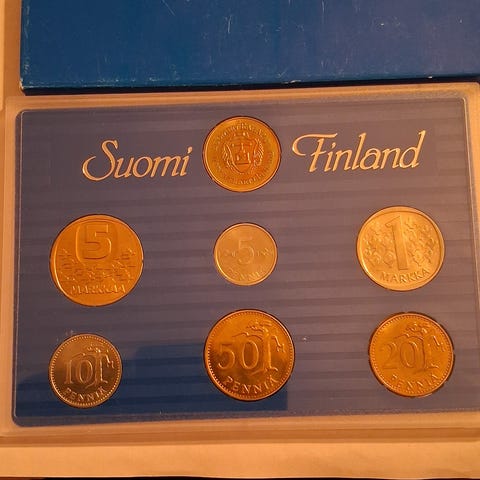 Suomi Finland
5
MARKKAA
5
PENNIÄ
1
MARKKA
10
PENNIÄ
50
PENNIÄ
20
PENNIÄ